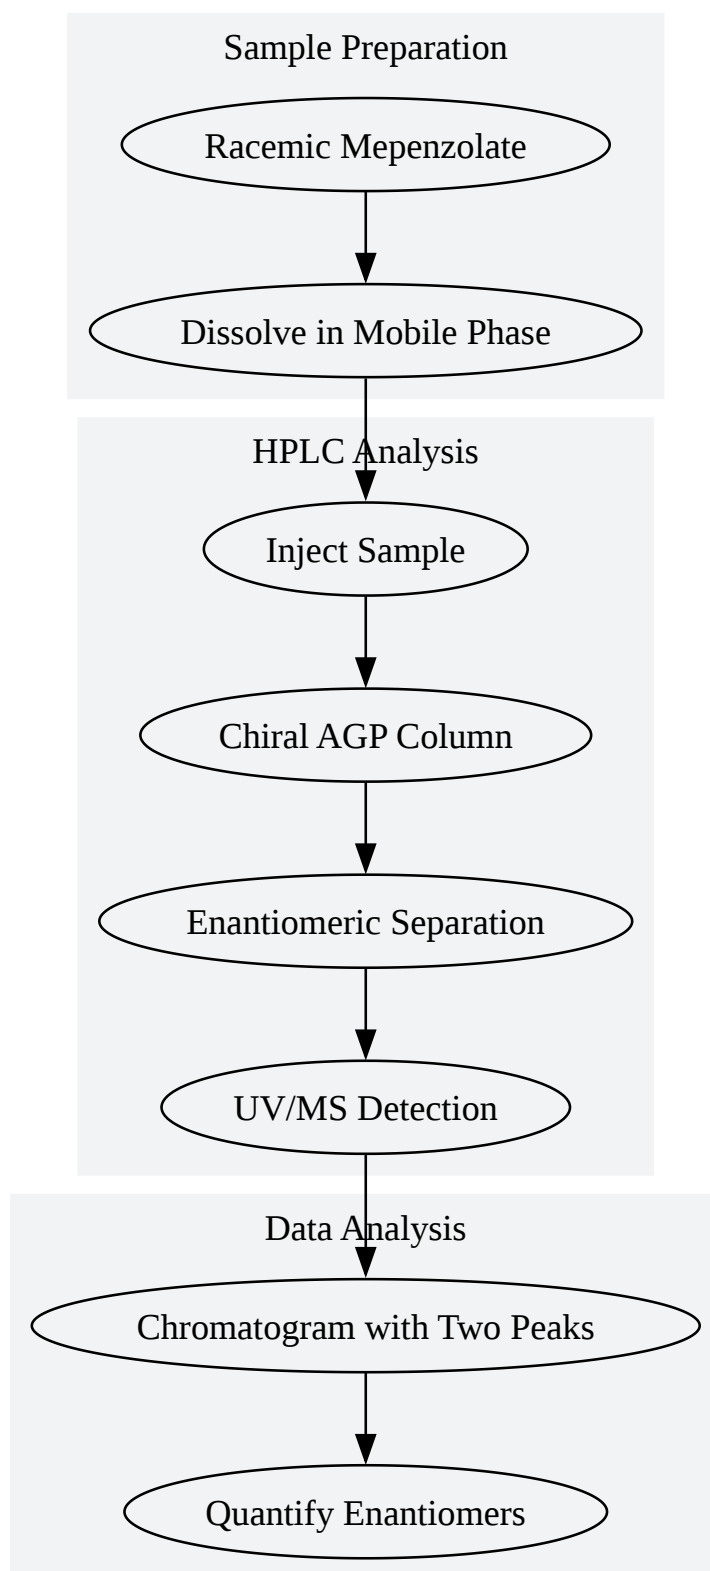 Sample Preparation
Racemic Mepenzolate
Dissolve in Mobile Phase
HPLC Analysis
Inject Sample
Chiral AGP Column
Enantiomeric Separation
UV/MS Detection
Data Analysis
Chromatogram with Two Peaks
Quantify Enantiomers